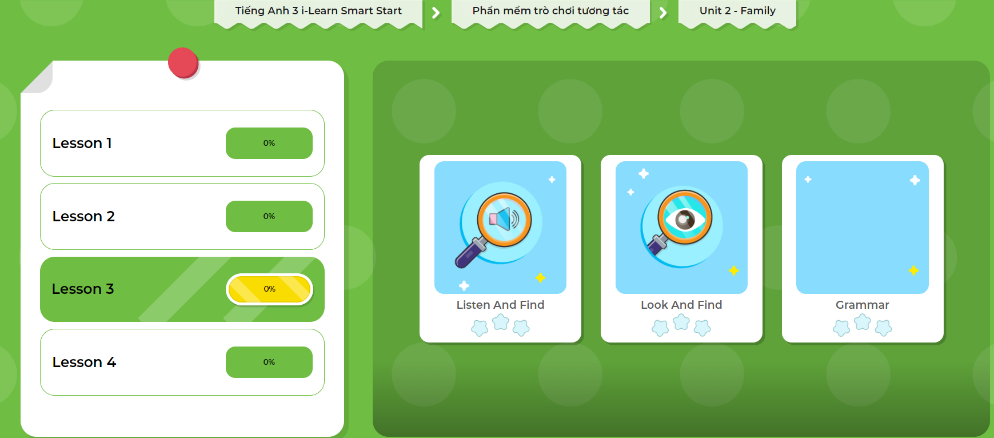 Tiếng Anh 3 i-Learn Smart Start
Phần mềm trò chơi tương tác
Unit 2 - Family
Lesson 1
0%
Lesson 2
0%
Lesson 3
0%
Lesson 4
0%
Listen And Find
Look And Find
Grammar